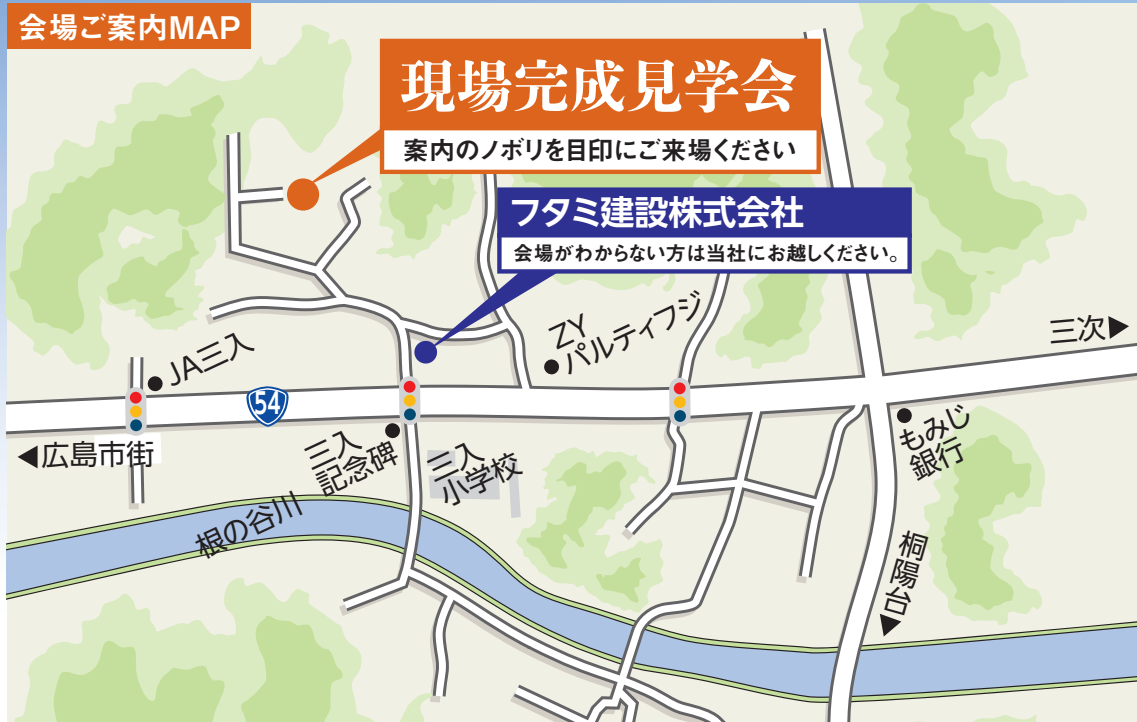 会場ご案内MAP
現場完成見学会
案内のノボリを目印にご来場ください
フタミ建設株式会社
会場がわからない方は当社にお越しください。
ZY
パルティフジ
三次▶
JA三入
54
◀広島市街
三入
記念碑
三入
小学校
もみじ
銀行
根の谷川
桐陽台▶